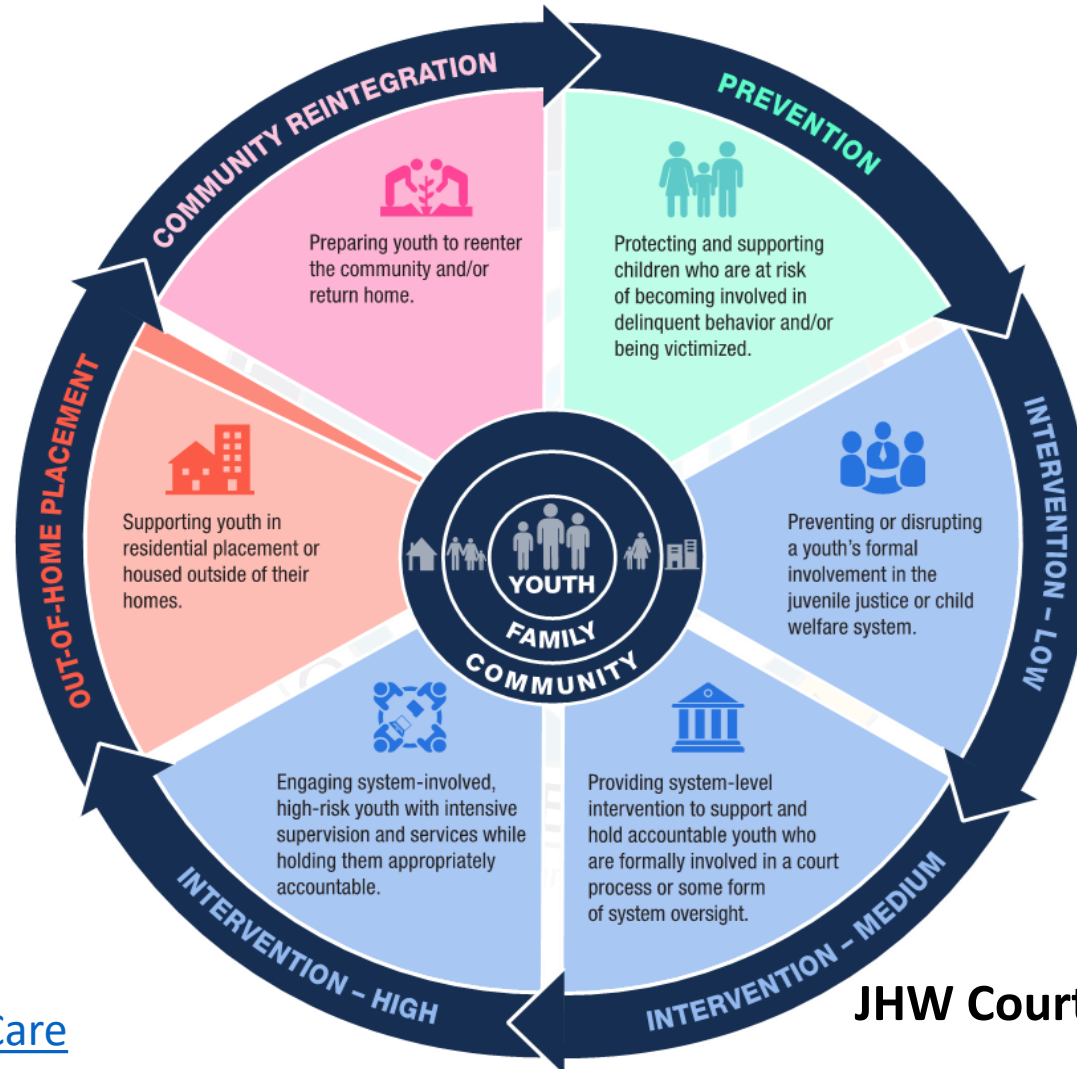 COMMUNITY REINTEGRATION
PREVENTION
Preparing youth to reenter
the community and/or
return home.
Protecting and supporting
children who are at risk
of becoming involved in
delinquent behavior and/or
being victimized.
OUT-OF-HOME PLACEMENT
INTERVENTION – LOW
Supporting youth in
residential placement or
housed outside of their
homes.
Preventing or disrupting
a youth's formal
involvement in the
juvenile justice or child
welfare system.
YOUTH
FAMILY
COMMUNITY
Engaging system-involved,
high-risk youth with intensive
supervision and services while
holding them appropriately
accountable.
Providing system-level
intervention to support and
hold accountable youth who
are formally involved in a court
process or some form
of system oversight.
INTERVENTION – HIGH
INTERVENTION – MEDIUM
JHW Court
Care